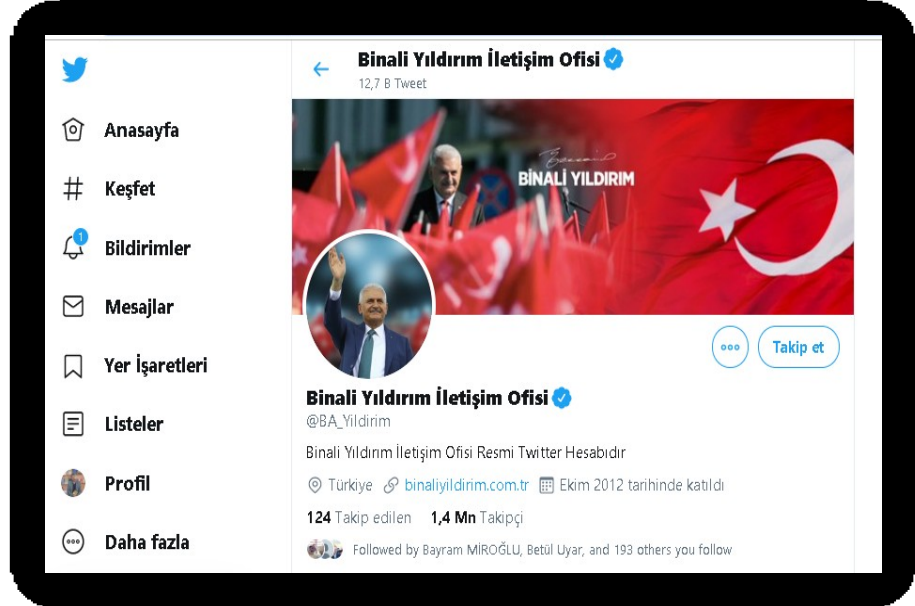 Binali Yıldırım İletişim Ofisi
12,7 B Tweet
Anasayfa
Keşfet
1
Bildirimler
Mesajlar
Yer İşaretleri
Listeler
Profil
Daha fazla
BİNALİ YILDIRIM
Takip et
Binali Yıldırım İletişim Ofisi
@BA_Yildirim
Binali Yıldırım İletişim Ofisi Resmi Twitter Hesabıdır
Türkiye binaliyildirim.com.tr Ekim 2012 tarihinde katıldı
124 Takip edilen 1,4 Mn Takipçi
Followed by Bayram MİROĞLU, Betül Uyar, and 193 others you follow